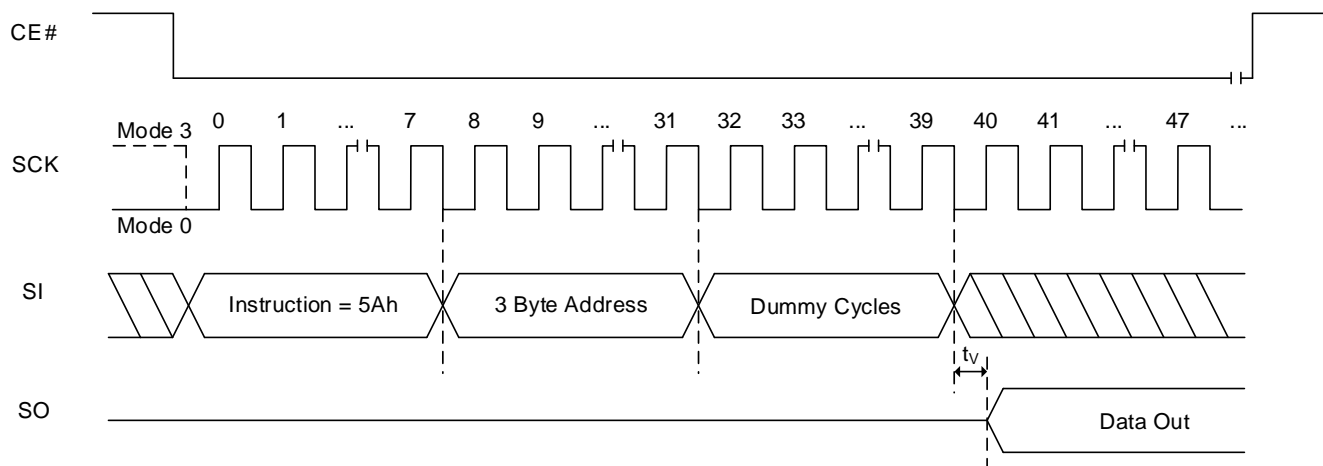 CE#
Mode 3 0 1 ... 7 8 9 ... 31 32 33 ... 39 40 41 ... 47 ...
SCK
Mode 0
SI Instruction = 5Ah 3 Byte Address Dummy Cycles
tV
SO Data Out